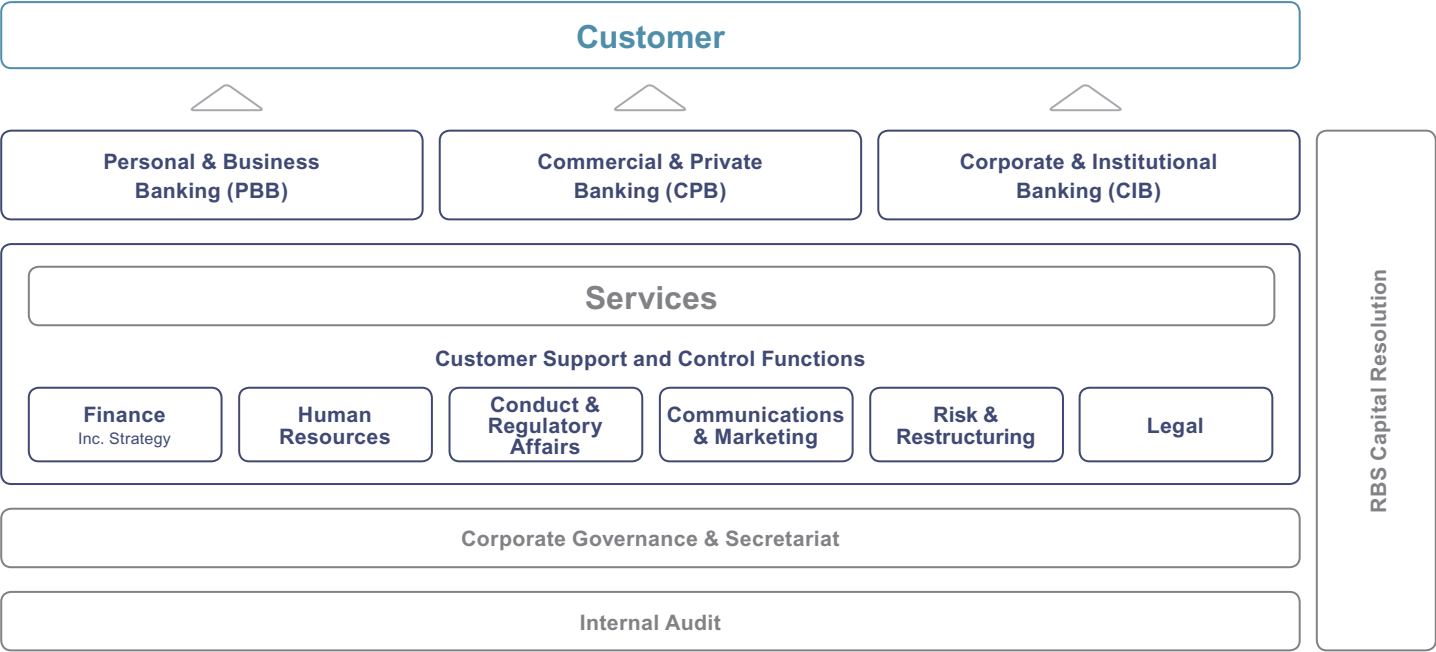 Customer
Personal & Business
Banking (PBB)
Commercial & Private
Banking (CPB)
Corporate & Institutional
Banking (CIB)
Services
Customer Support and Control Functions
Finance
Inc. Strategy
Human
Resources
Conduct &
Regulatory
Affairs
Communications
& Marketing
Risk &
Restructuring
Legal
Corporate Governance & Secretariat
Internal Audit
RBS Capital Resolution